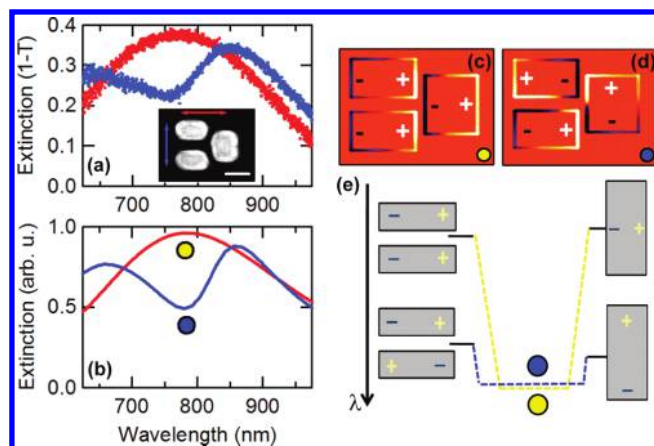 0.4
0.3
0.2
0.1
0.0
Extinction (1-T)
(a)
700 800 900
1.0
0.5
0.0
Extinction (arb. u.)
(b)
700 800 900
Wavelength (nm)
(c)
- +
- +
- +
(d)
+ -
- +
+
-
(e)
λ
- +
- +
- +
+ -
- +
+
-